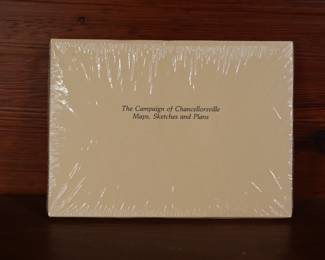 The Campaign of Chancellorsville
Maps, Sketches and Plans